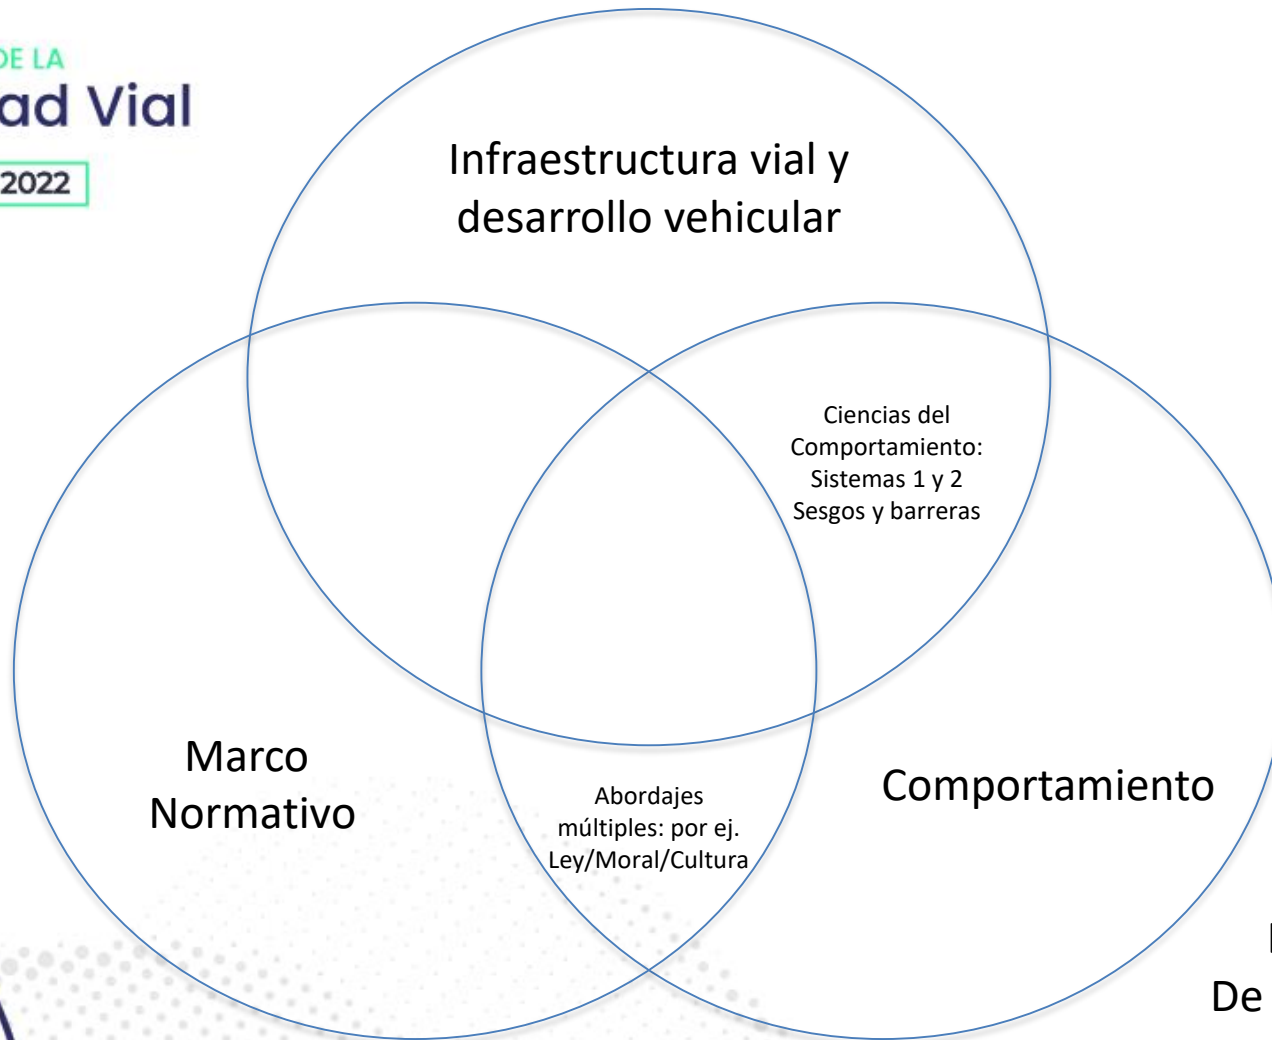 DE LA
ad Vial
2022
Infraestructura vial y
desarrollo vehicular
Ciencias del
Comportamiento:
Sistemas 1 y 2
Sesgos y barreras
Marco
Normativo
Comportamiento
Abordajes
múltiples: por ej.
Ley/Moral/Cultura
De